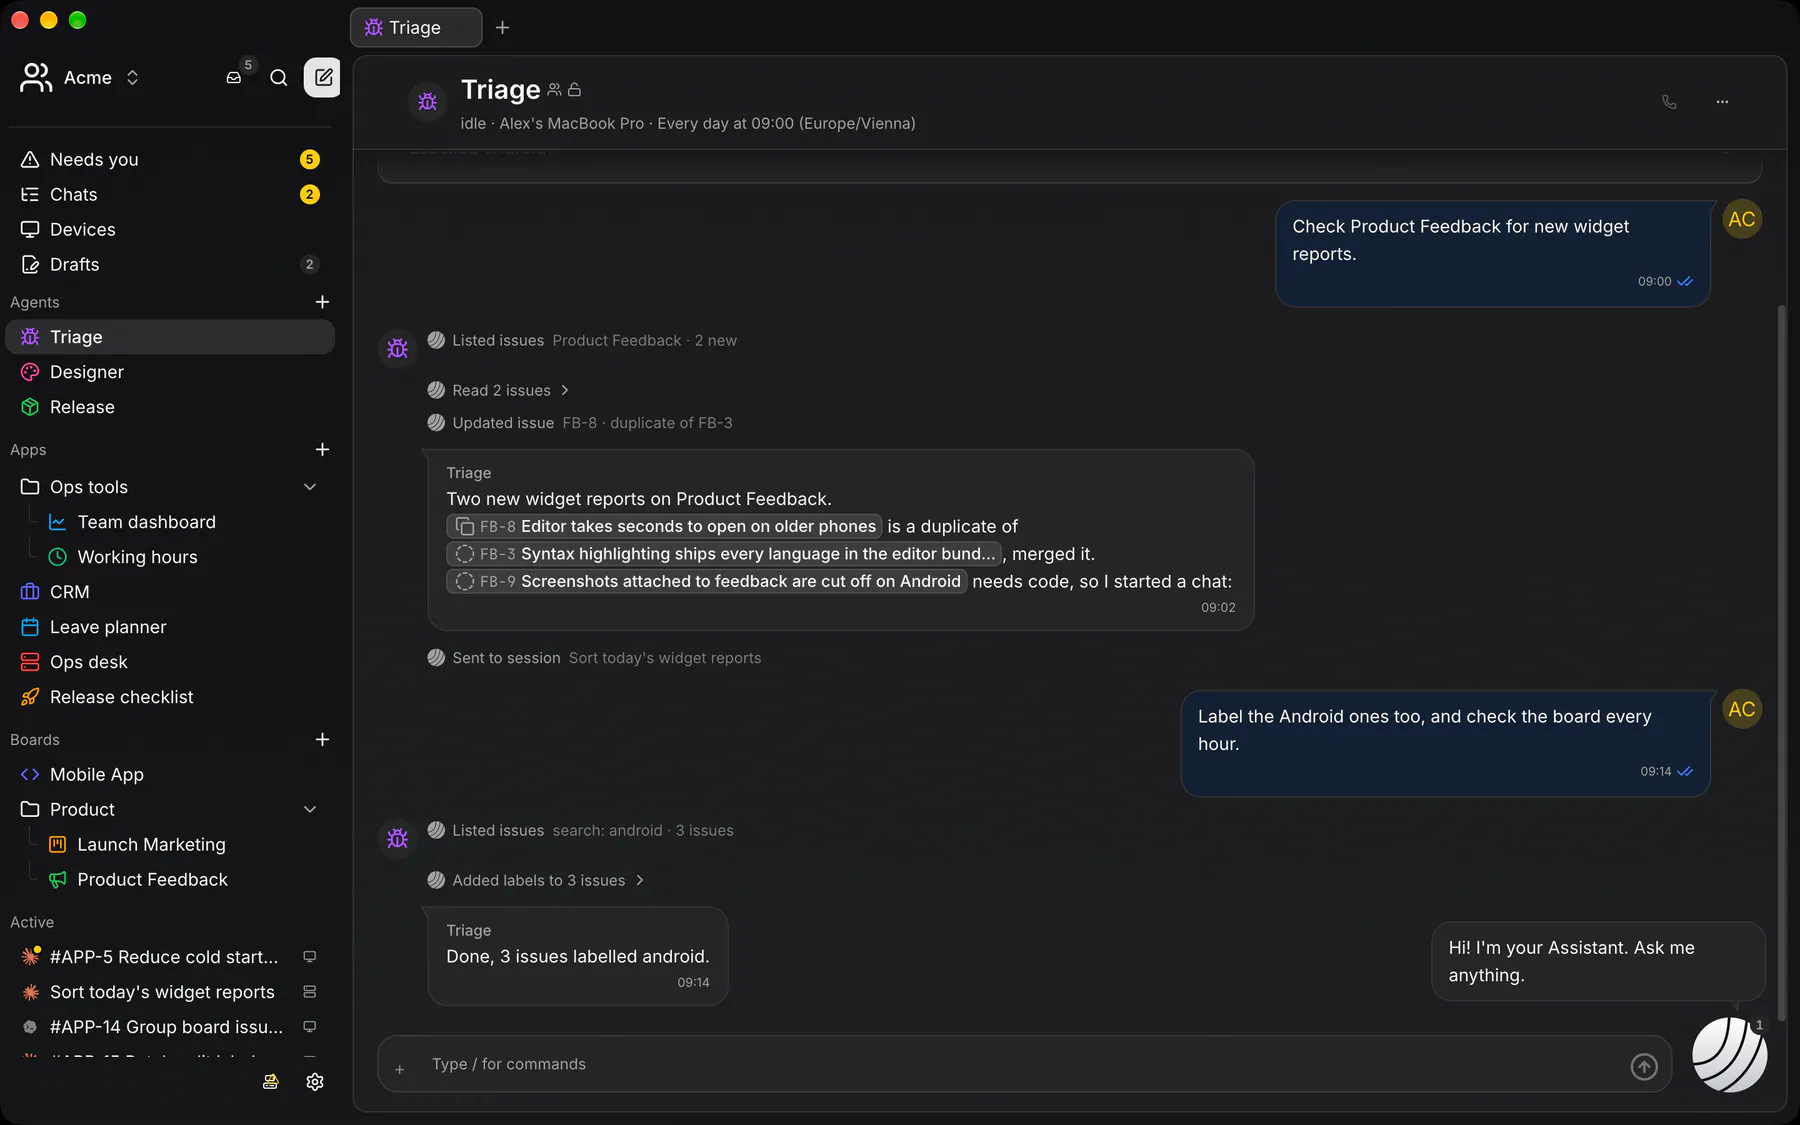 Triage
Acme
5
Needs you
5
Chats
2
Devices
Drafts
2
Agents
Triage
Designer
Release
Apps
Ops tools
Team dashboard
Working hours
CRM
Leave planner
Ops desk
Release checklist
Boards
Mobile App
Product
Launch Marketing
Product Feedback
Active
#APP-5 Reduce cold start...
Sort today's widget reports
#APP-14 Group board issu...
Triage
idle · Alex's MacBook Pro · Every day at 09:00 (Europe/Vienna)
Check Product Feedback for new widget
reports.
09:00
AC
Listed issues Product Feedback · 2 new
Read 2 issues
Updated issue FB-8 · duplicate of FB-3
Triage
Two new widget reports on Product Feedback.
FB-8 Editor takes seconds to open on older phones is a duplicate of
FB-3 Syntax highlighting ships every language in the editor bund... , merged it.
FB-9 Screenshots attached to feedback are cut off on Android needs code, so I started a chat:
09:02
Sent to session Sort today's widget reports
Label the Android ones too, and check the board every
hour.
09:14
AC
Listed issues search: android · 3 issues
Added labels to 3 issues
Triage
Done, 3 issues labelled android.
09:14
Hi! I'm your Assistant. Ask me
anything.
1
Type / for commands